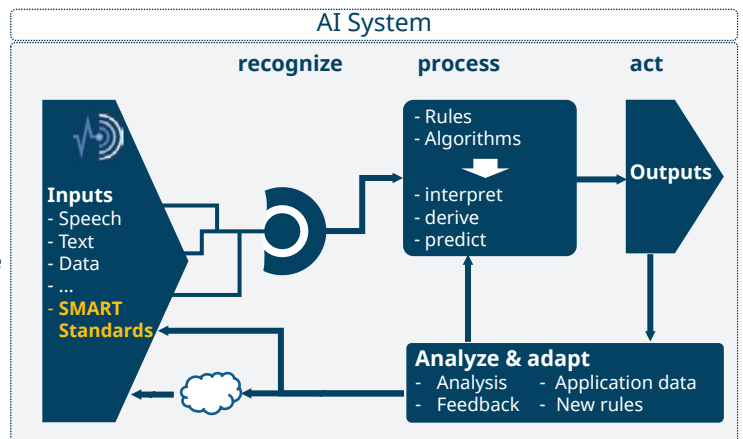 AI System
recognize
process
act
Inputs
- Speech
- Text
- Data
- ...
- SMART
Standards
- Rules
- Algorithms
- interpret
- derive
- predict
Outputs
Analyze & adapt
- Analysis
- Feedback
- Application data
- New rules